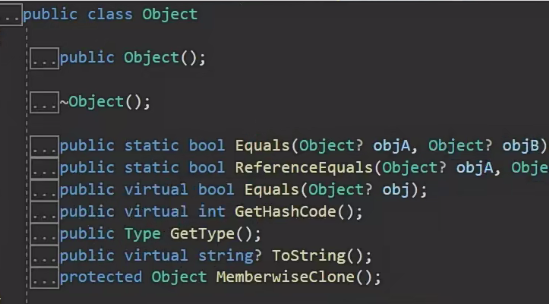 ...public class Object
...public Object();
...~Object();
...public static bool Equals(Object? objA, Object? objB)
...public static bool ReferenceEquals(Object? objA, Obje
...public virtual bool Equals(Object? obj);
...public virtual int GetHashCode();
...public Type GetType();
...public virtual string? ToString();
...protected Object MemberwiseClone();